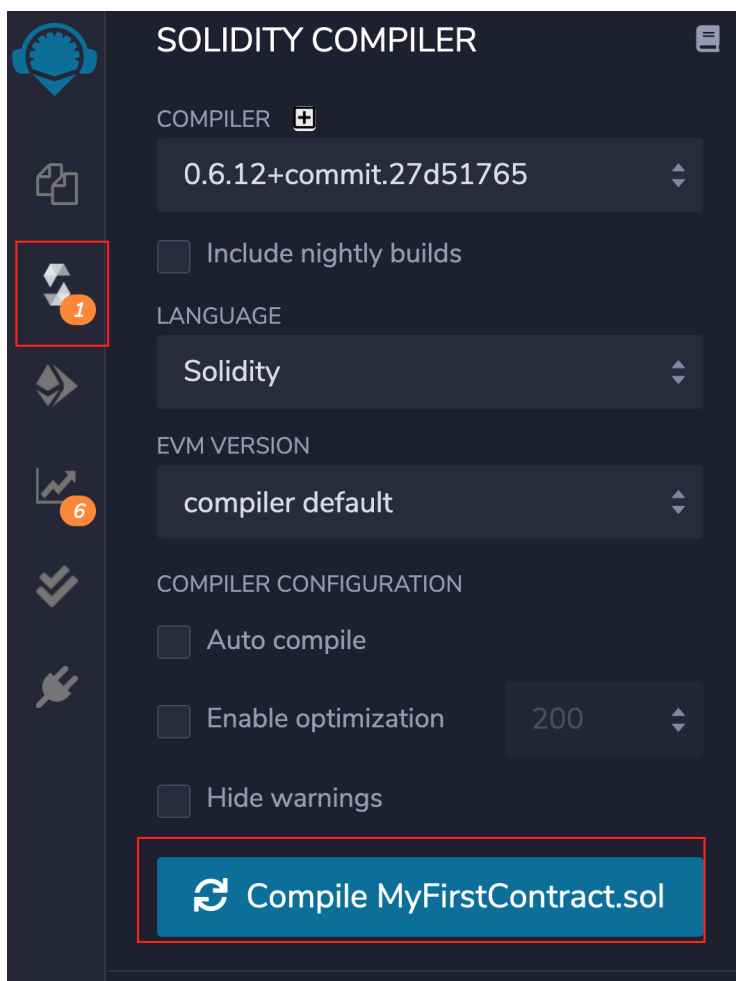 SOLIDITY COMPILER
COMPILER
0.6.12+commit.27d51765
Include nightly builds
LANGUAGE
1
Solidity
EVM VERSION
compiler default
6
COMPILER CONFIGURATION
Auto compile
Enable optimization 200
Hide warnings
Compile MyFirstContract.sol